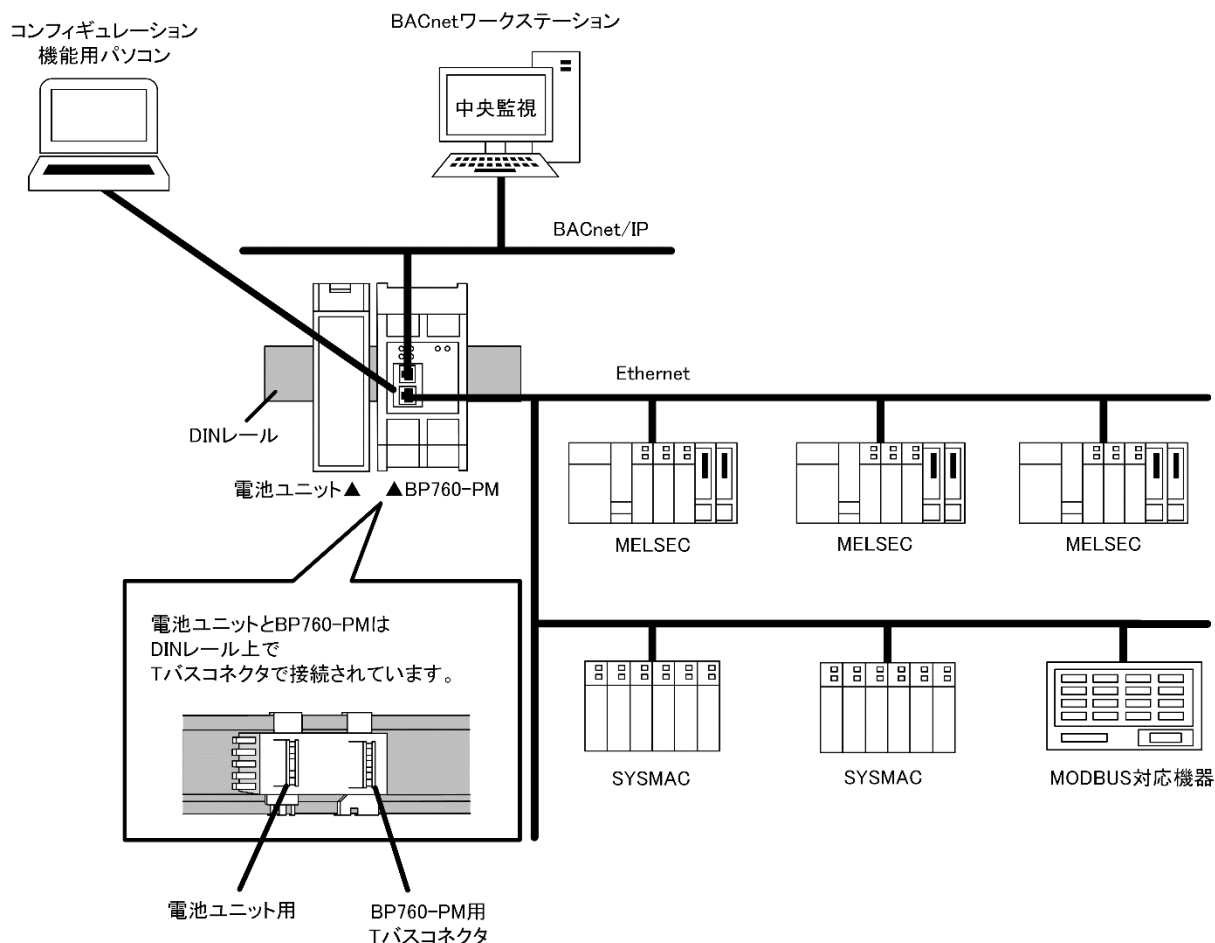 コンフィギュレーション
機能用パソコン
BACnetワークステーション
中央監視
BACnet/IP
Ethernet
DINレール
電池ユニット▲ ▲BP760-PM
MELSEC
MELSEC
MELSEC
電池ユニットとBP760-PMは
DINレール上で
Tバスコネクタで接続されています。
SYSMAC
SYSMAC
MODBUS対応機器
電池ユニット用
BP760-PM用
Tバスコネクタ